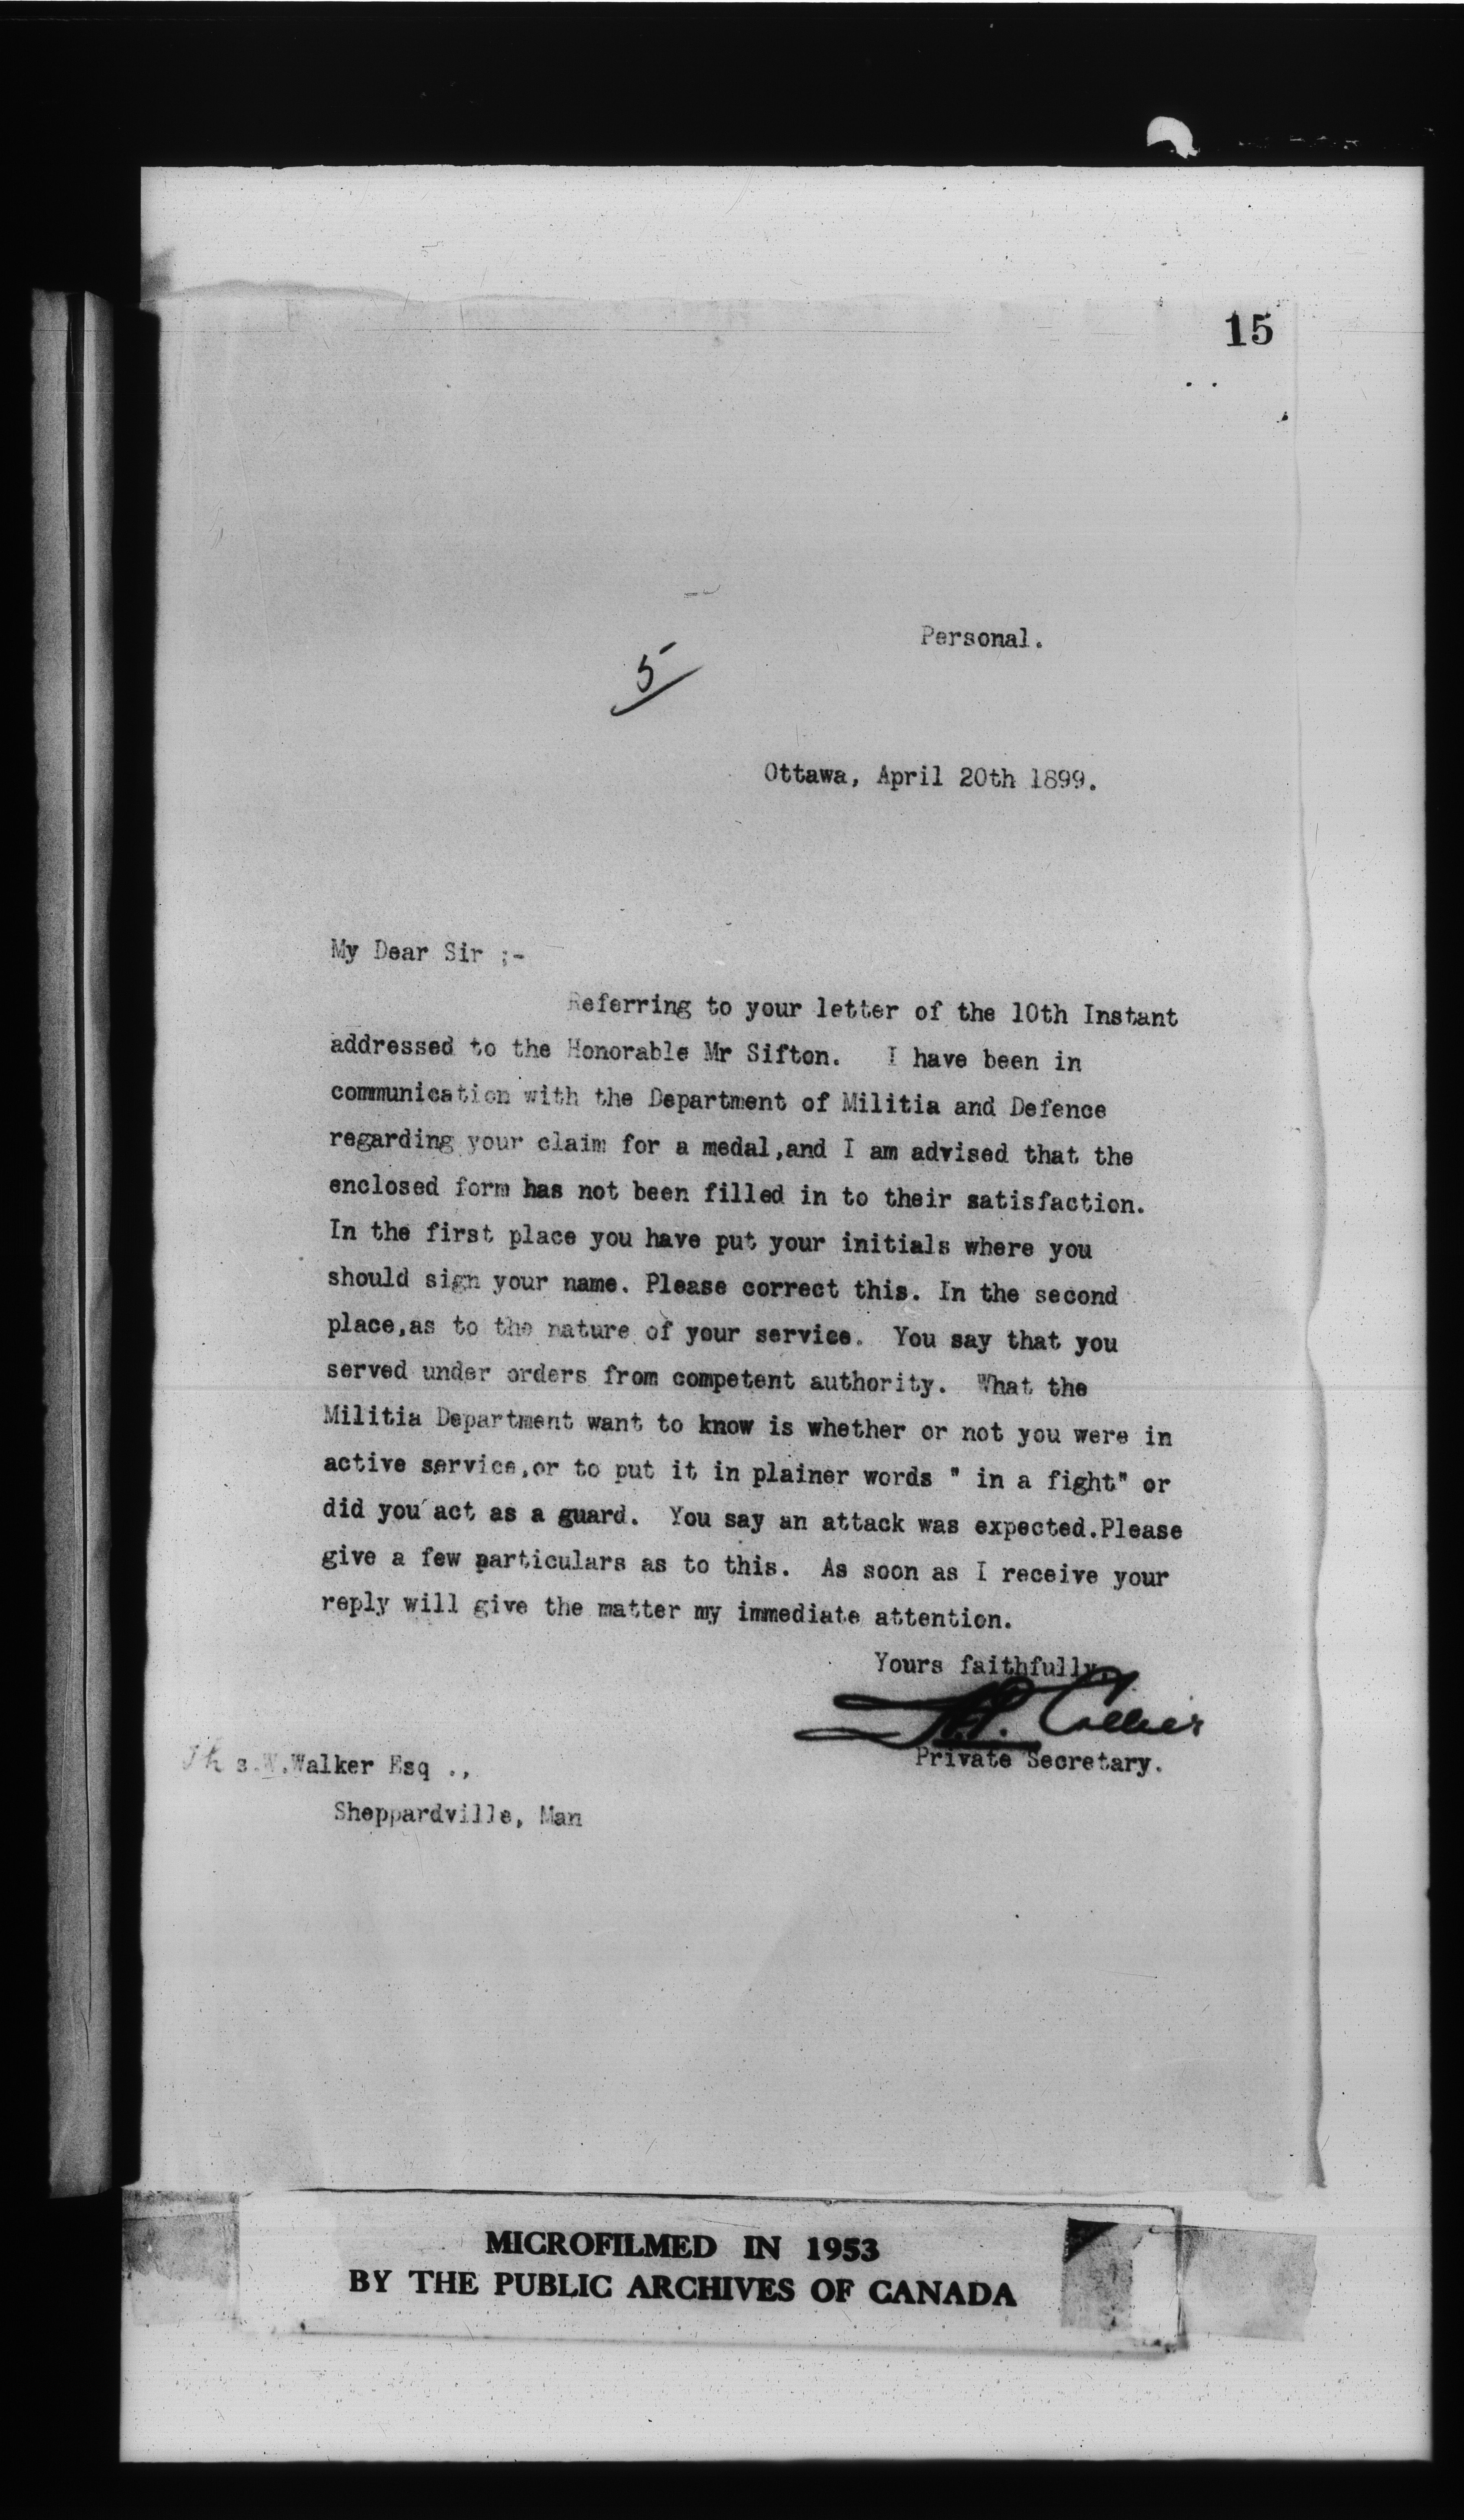 15
Personal.
5
Ottawa, April 20th 1899.
My Dear Sir ;-
Referring to your letter of the 10th Instant
addressed to the Honorable Mr Sifton. I have been in
communication with the Department of Militia and Defence
regarding your claim for a medal,and I am advised that the
enclosed form has not been filled in to their satisfaction.
In the first place you have put your initials where you
should sign your name. Please correct this. In the second
place,as to the nature of your service. You say that you
served under orders from competent authority. What the
Militia Department want to know is whether or not you were in
active service,or to put it in plainer words " in a fight" or
did you act as a guard. You say an attack was expected.Please
give a few particulars as to this. As soon as I receive your
reply will give the matter my immediate attention.
Yours faithfully,
Collier
Private Secretary.
W.Walker Esq .,
Sheppardville, Man
MICROFILMED IN 1953
BY THE PUBLIC ARCHIVES OF CANADA